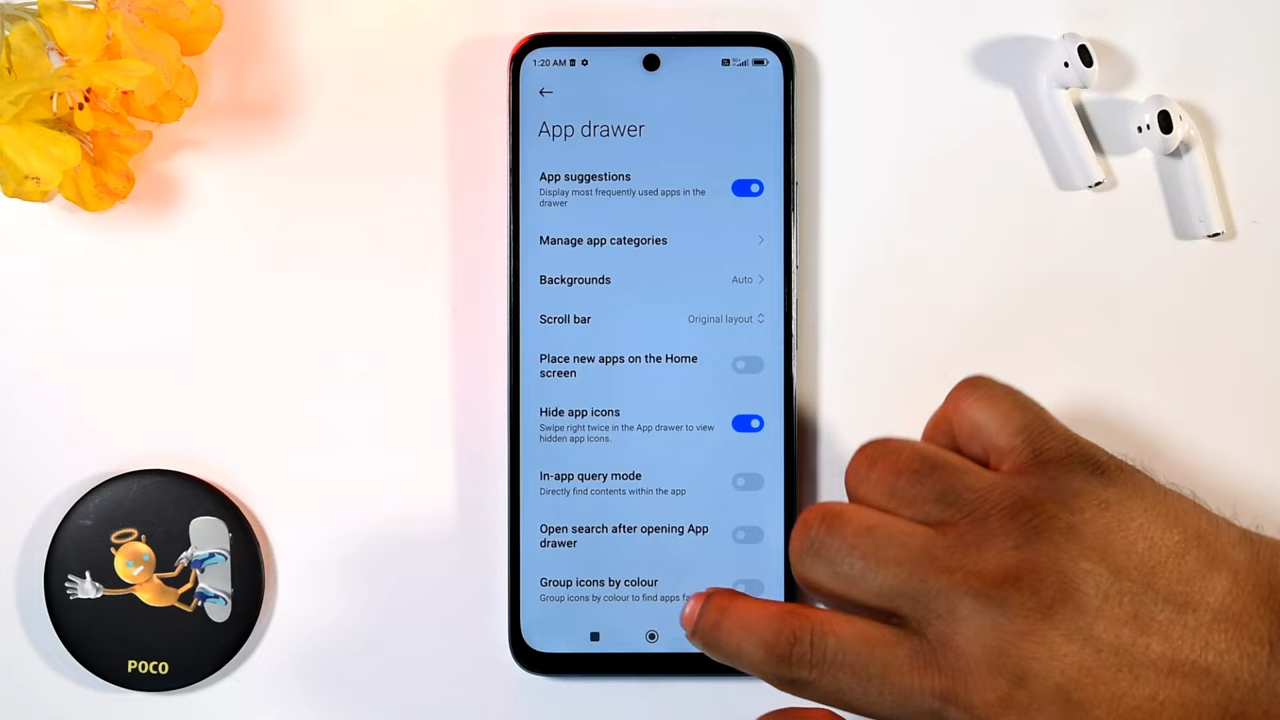 1:20 AM
App drawer
App suggestions
Display most frequently used apps in the
drawer
Manage app categories
Backgrounds Auto
Scroll bar Original layout
Place new apps on the Home
screen
Hide app icons
Swipe right twice in the App drawer to view
hidden app icons.
In-app query mode
Directly find contents within the app
Open search after opening App
drawer
Group icons by colour
Group icons by colour to find apps
POCO